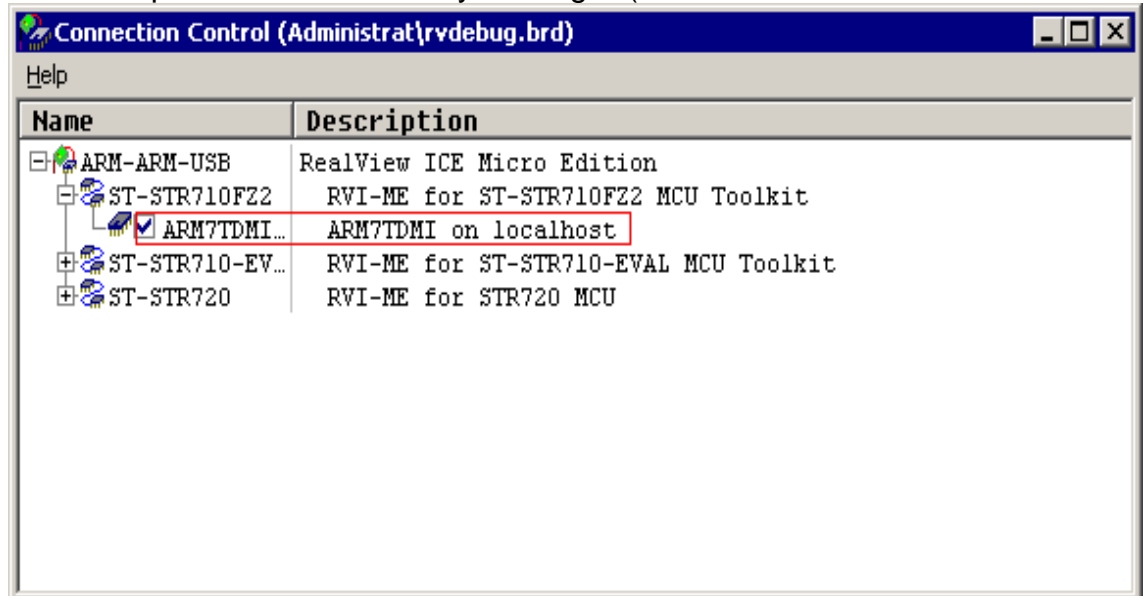 Connection Control (Administrat\rvdebug.brd)
Help
Name Description
ARM-ARM-USB RealView ICE Micro Edition
ST-STR710FZ2 RVI-ME for ST-STR710FZ2 MCU Toolkit
ARM7TDMI… ARM7TDMI on localhost
ST-STR710-EV… RVI-ME for ST-STR710-EVAL MCU Toolkit
ST-STR720 RVI-ME for STR720 MCU